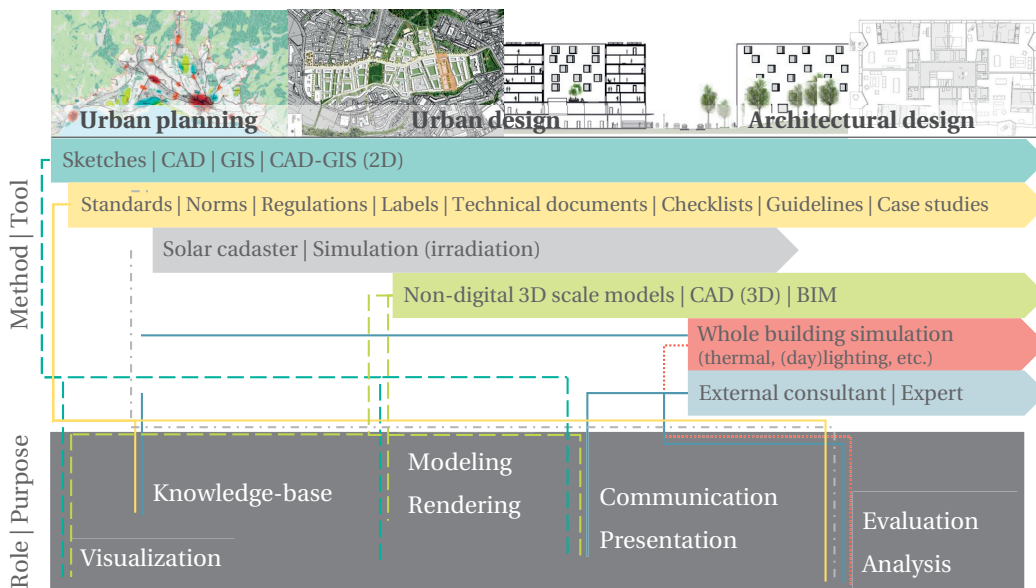 Urban planning
Urban design
Architectural design
Method | Tool
Sketches | CAD | GIS | CAD-GIS (2D)
Standards | Norms | Regulations | Labels | Technical documents | Checklists | Guidelines | Case studies
Solar cadaster | Simulation (irradiation)
Non-digital 3D scale models | CAD (3D) | BIM
Whole building simulation
(thermal, (day)lighting, etc.)
External consultant | Expert
Role | Purpose
Knowledge-base
Visualization
Modeling
Rendering
Communication
Presentation
Evaluation
Analysis